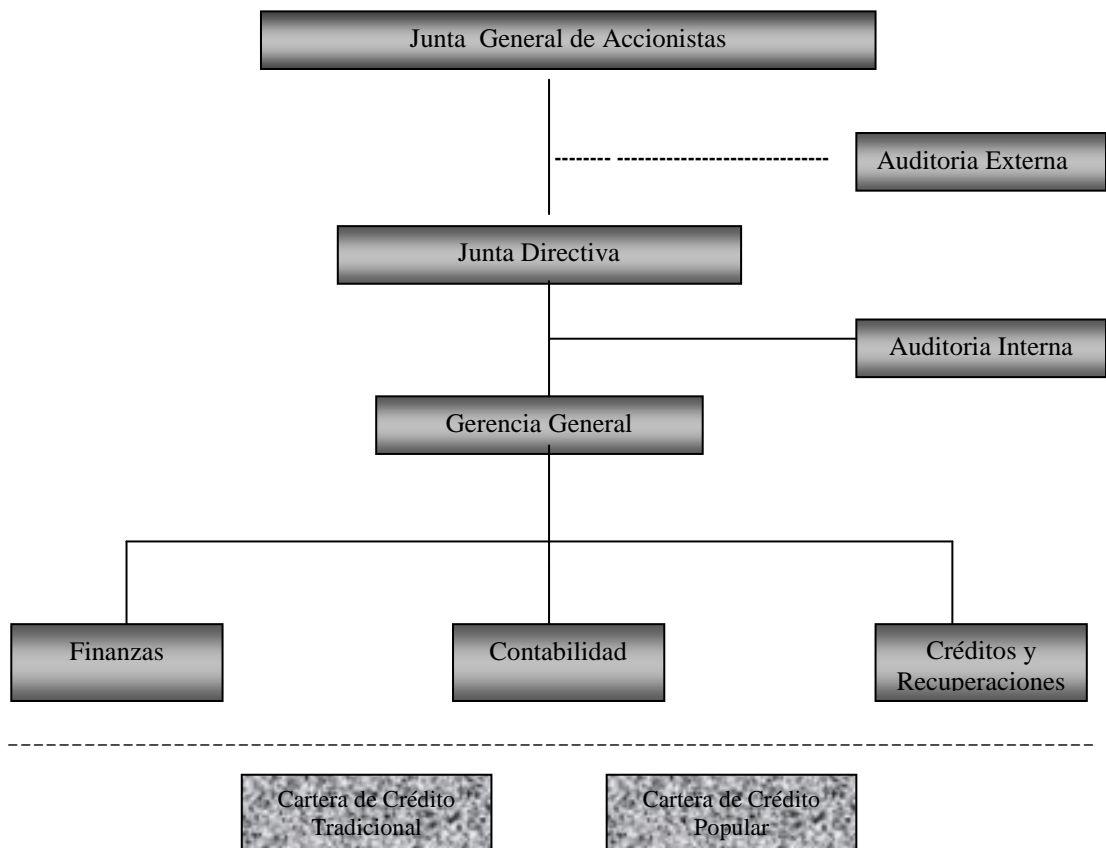 Junta General de Accionistas
Auditoria Externa
Junta Directiva
Auditoria Interna
Gerencia General
Finanzas
Contabilidad
Créditos y
Recuperaciones
Cartera de Crédito
Tradicional
Cartera de Crédito
Popular